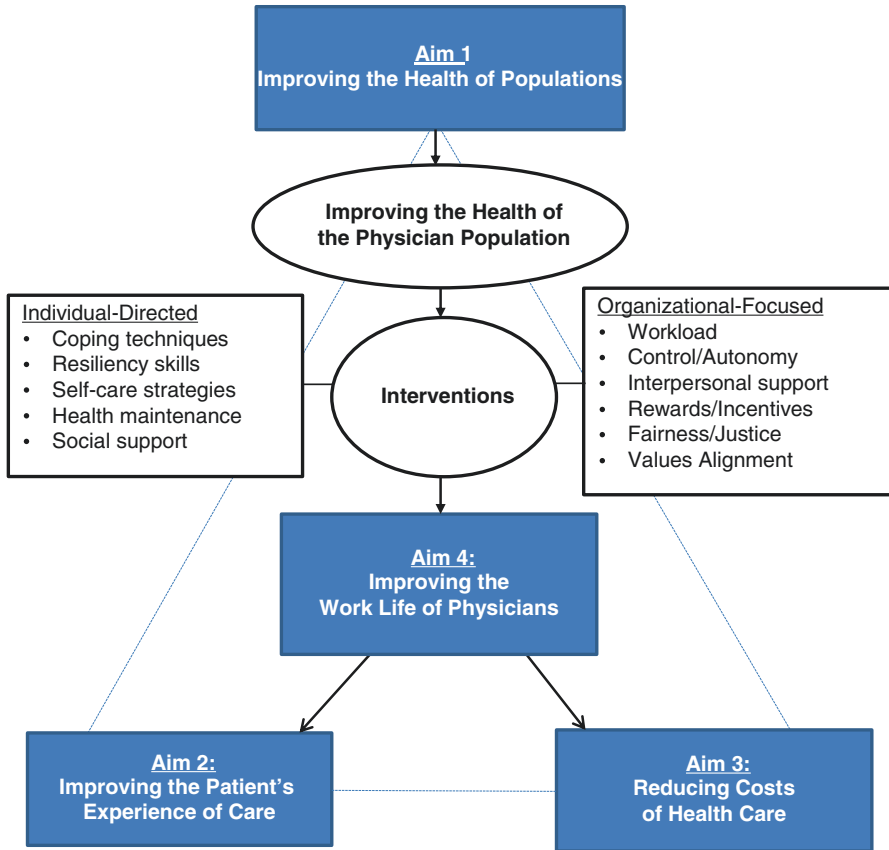 Aim 1
Improving the Health of Populations
Improving the Health of
the Physician Population
Individual-Directed
• Coping techniques
• Resiliency skills
• Self-care strategies
• Health maintenance
• Social support
Interventions
Organizational-Focused
• Workload
• Control/Autonomy
• Interpersonal support
• Rewards/Incentives
• Fairness/Justice
• Values Alignment
Aim 4:
Improving the
Work Life of Physicians
Aim 2:
Improving the Patient's
Experience of Care
Aim 3:
Reducing Costs
of Health Care